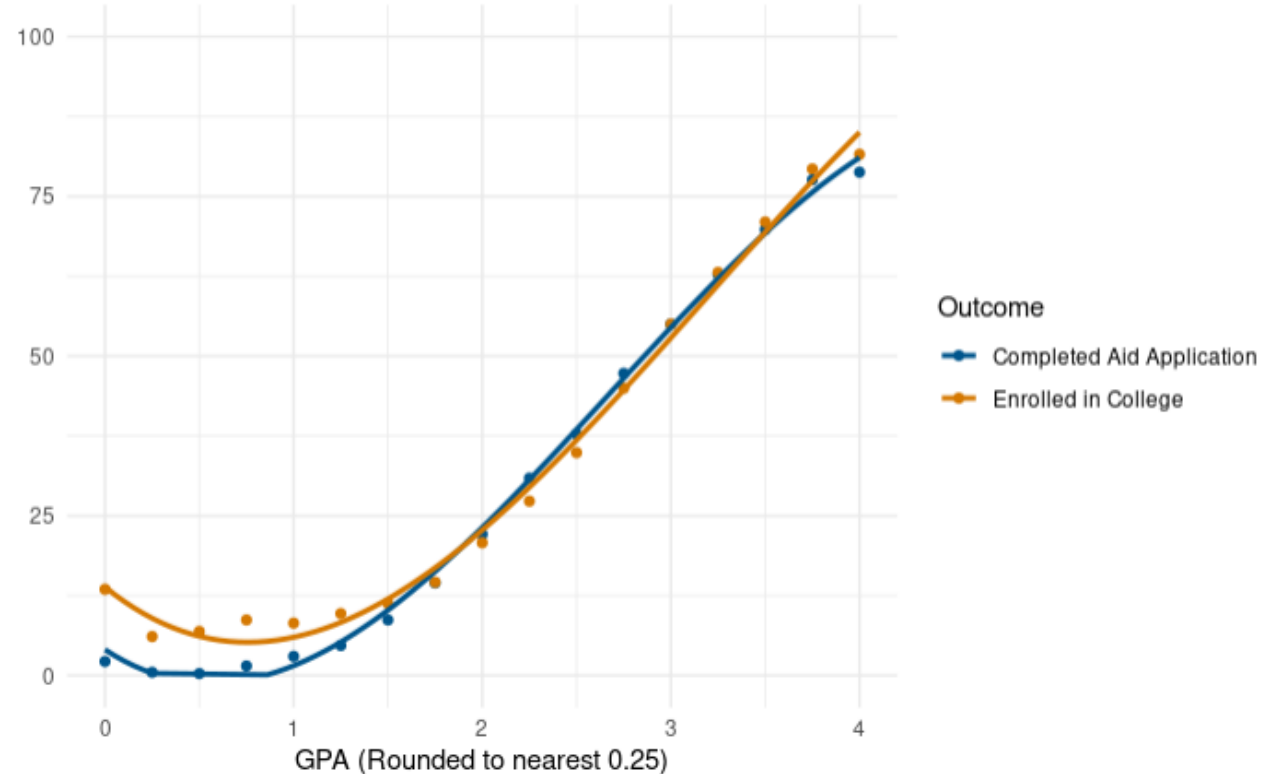 100
75
50
25
0
0 1 2 3 4
GPA (Rounded to nearest 0.25)
Outcome
Completed Aid Application
Enrolled in College